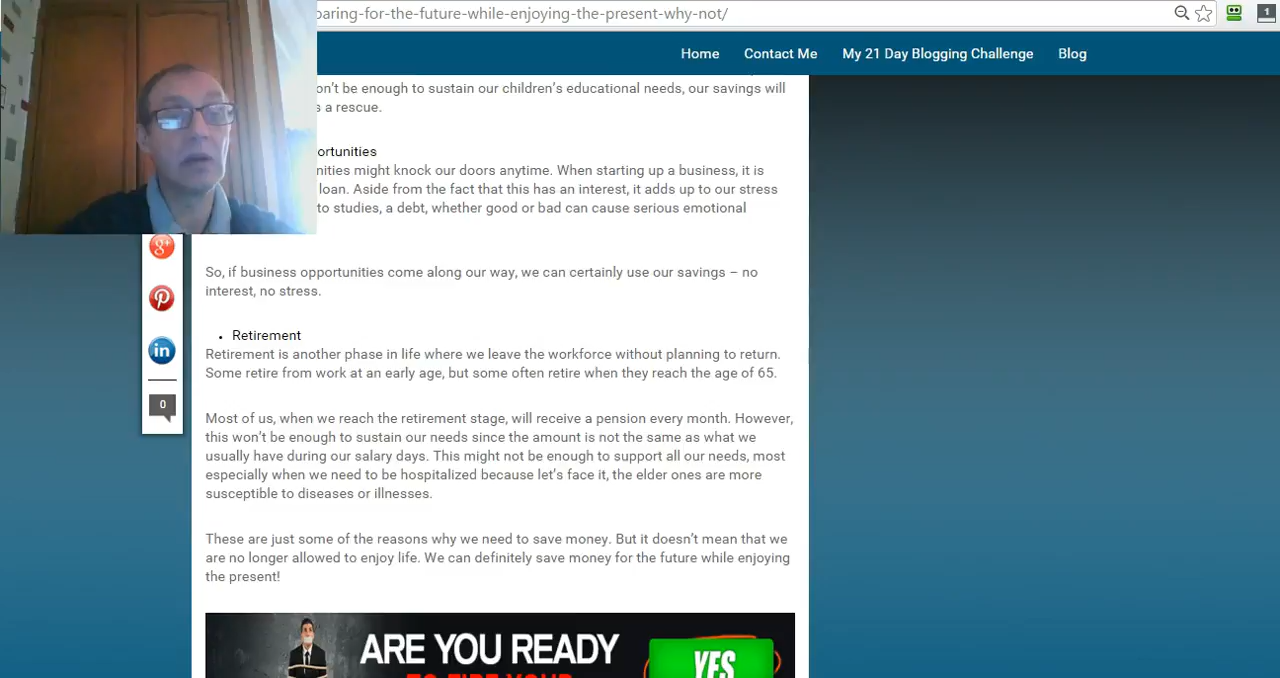 paring-for-the-future-while-enjoying-the-present-why-not/
1
Home Contact Me My 21 Day Blogging Challenge Blog
on't be enough to sustain our children's educational needs, our savings will
s a rescue.
ortunities
nities might knock our doors anytime. When starting up a business, it is
loan. Aside from the fact that this has an interest, it adds up to our stress
to studies, a debt, whether good or bad can cause serious emotional
g+
So, if business opportunities come along our way, we can certainly use our savings – no
interest, no stress.
in
• Retirement
Retirement is another phase in life where we leave the workforce without planning to return.
Some retire from work at an early age, but some often retire when they reach the age of 65.
0
Most of us, when we reach the retirement stage, will receive a pension every month. However,
this won't be enough to sustain our needs since the amount is not the same as what we
usually have during our salary days. This might not be enough to support all our needs, most
especially when we need to be hospitalized because let's face it, the elder ones are more
susceptible to diseases or illnesses.
These are just some of the reasons why we need to save money. But it doesn't mean that we
are no longer allowed to enjoy life. We can definitely save money for the future while enjoying
the present!
ARE YOU READY
YES